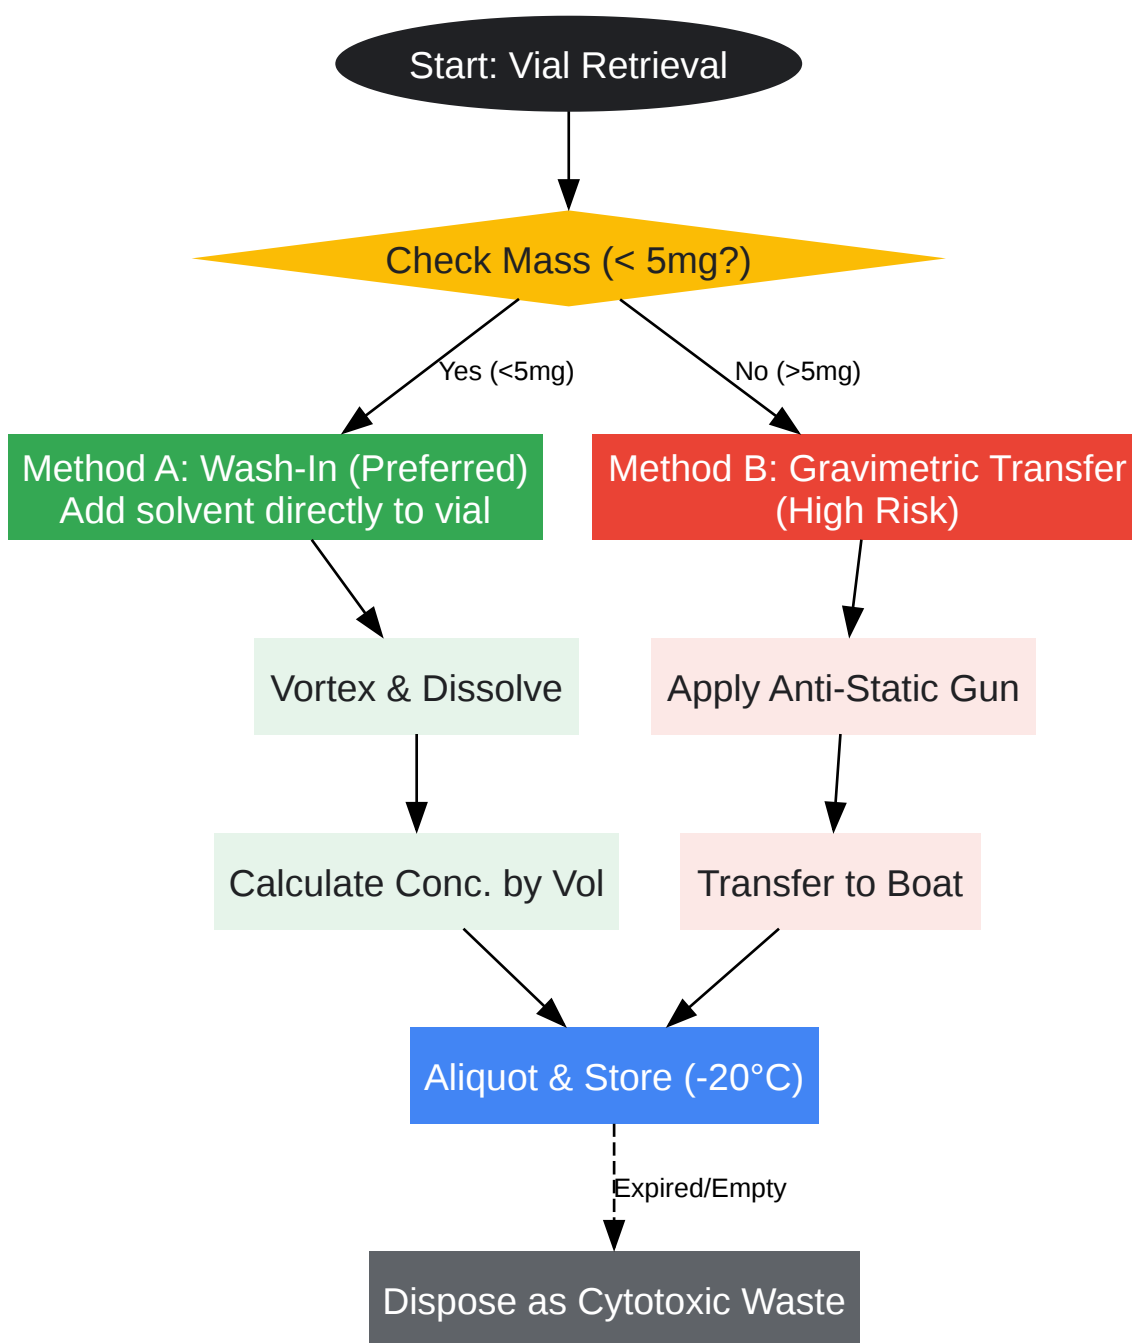 Start: Vial Retrieval
Check Mass (< 5mg?)
Yes (<5mg)
No (>5mg)
Method A: Wash-In (Preferred)
Add solvent directly to vial
Method B: Gravimetric Transfer
(High Risk)
Vortex & Dissolve
Apply Anti-Static Gun
Calculate Conc. by Vol
Transfer to Boat
Aliquot & Store (-20°C)
Expired/Empty
Dispose as Cytotoxic Waste